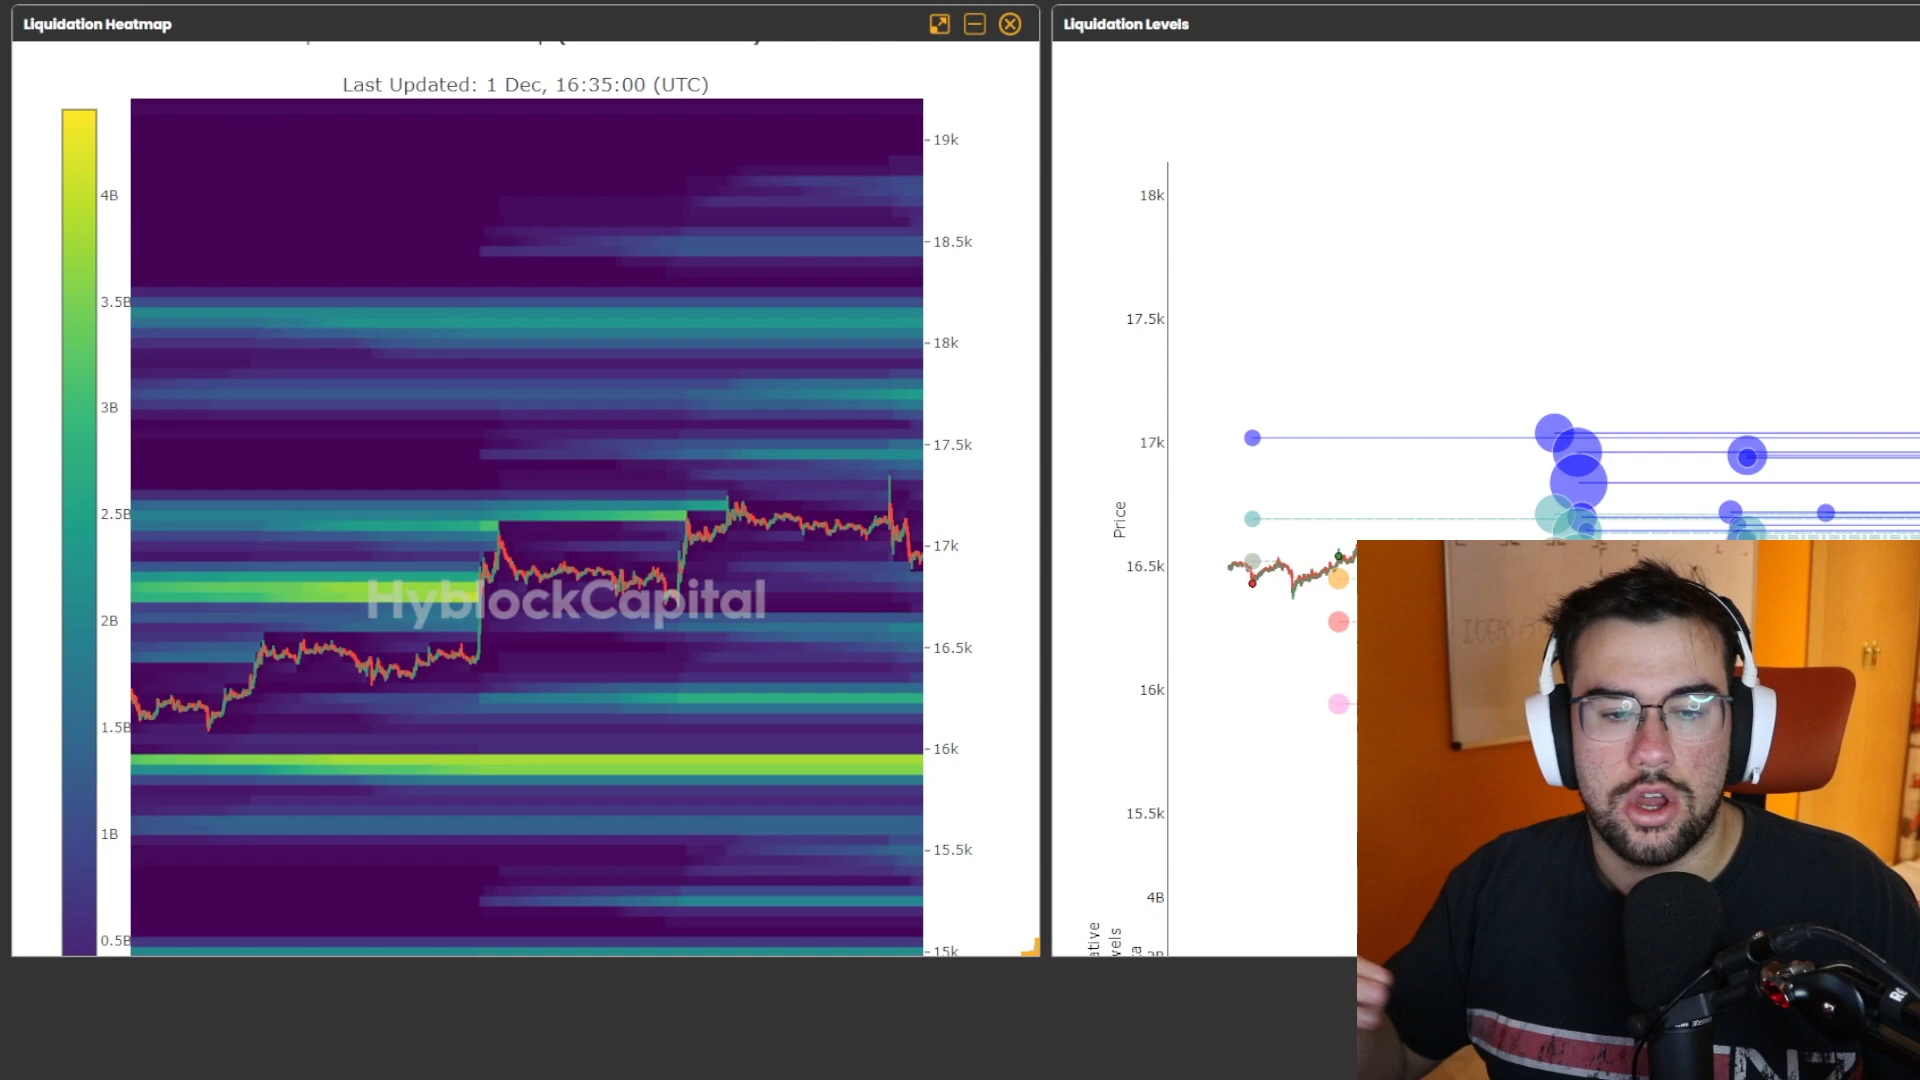 Liquidation Heatmap
Last Updated: 1 Dec, 16:35:00 (UTC)
4B
3.5B
3B
2.5B
2B
1.5B
1B
0.5B
19k
18.5k
18k
17.5k
17k
16.5k
16k
15.5k
15k
HyblockCapital
Liquidation Levels
18k
17.5k
17k
16.5k
16k
15.5k
4B
Price